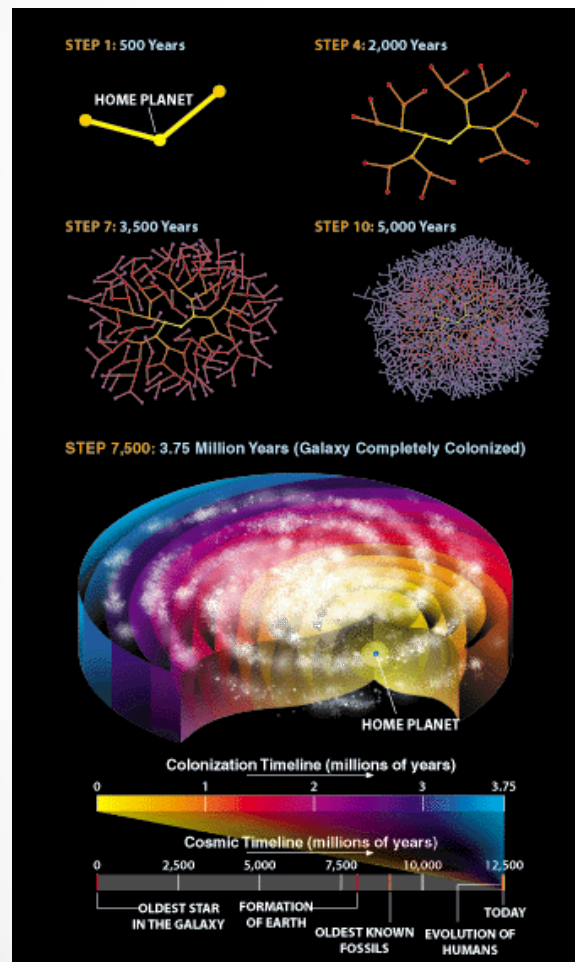 STEP 1: 500 Years
STEP 4: 2,000 Years
HOME PLANET
STEP 7: 3,500 Years
STEP 10: 5,000 Years
STEP 7,500: 3.75 Million Years (Galaxy Completely Colonized)
HOME PLANET
Colonization Timeline (millions of years)
0 1 2 3 3.75
Cosmic Timeline (millions of years)
0 2,500 5,000 7,500 10,000 12,500
OLDEST STAR
IN THE GALAXY
FORMATION
OF EARTH
OLDEST KNOWN
FOSSILS
EVOLUTION OF
HUMANS
TODAY